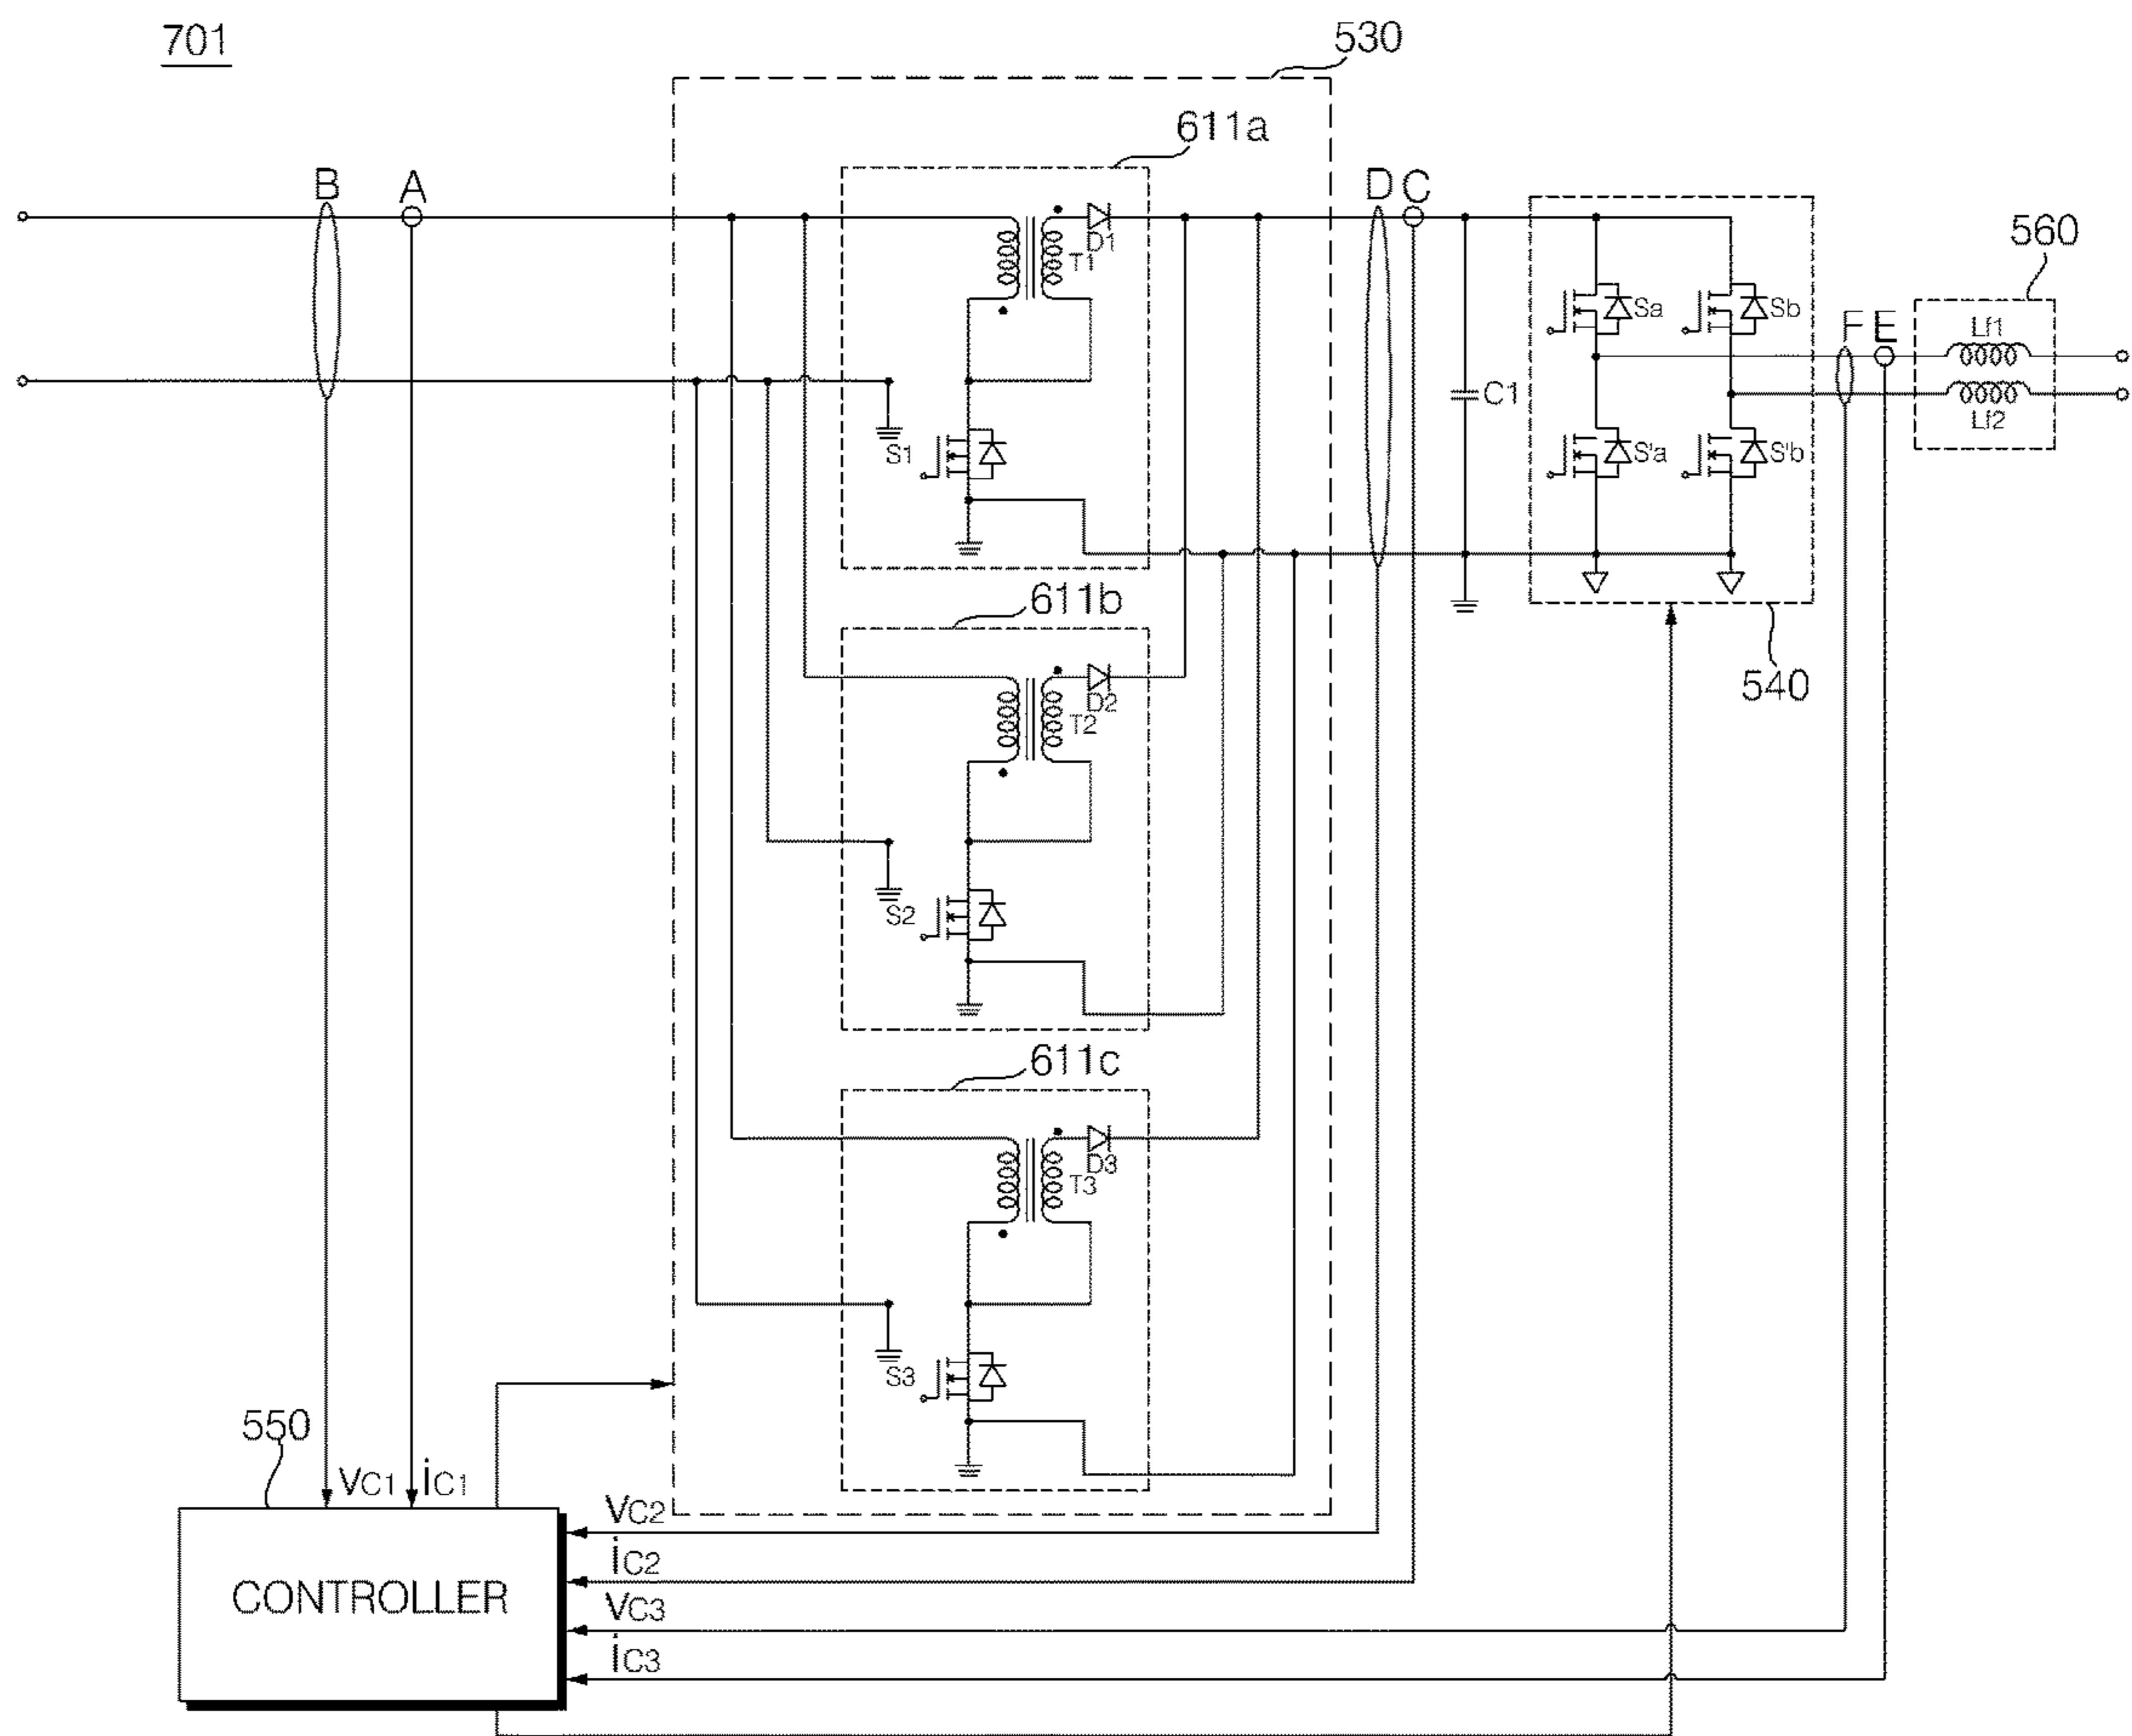 701
530
611a
B
A
D
C
560
D1
T1
Sa
Sb
F
E
Lf1
Lf2
C1
S1
S'a
S'b
611b
540
D2
T2
S2
611c
D3
T3
S3
550
VC1
iC1
VC2
iC2
VC3
iC3
CONTROLLER